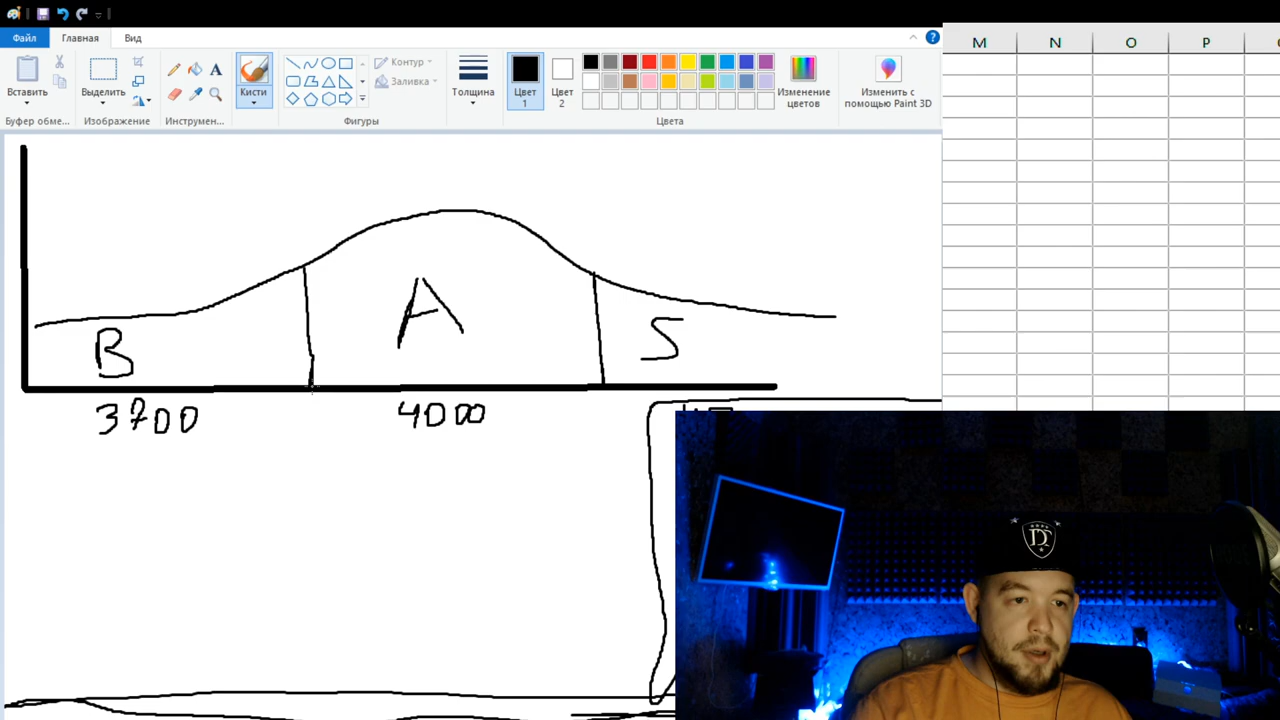 Файл Главная Вид
M N O P
Вставить Выделить Кисти Контур Заливка Толщина Цвет 1 Цвет 2 Изменение цветов Изменить с помощью Paint 3D
Буфер обме... Изображение Инструмен... Фигуры Цвета
A
B S
3700 4000
DC